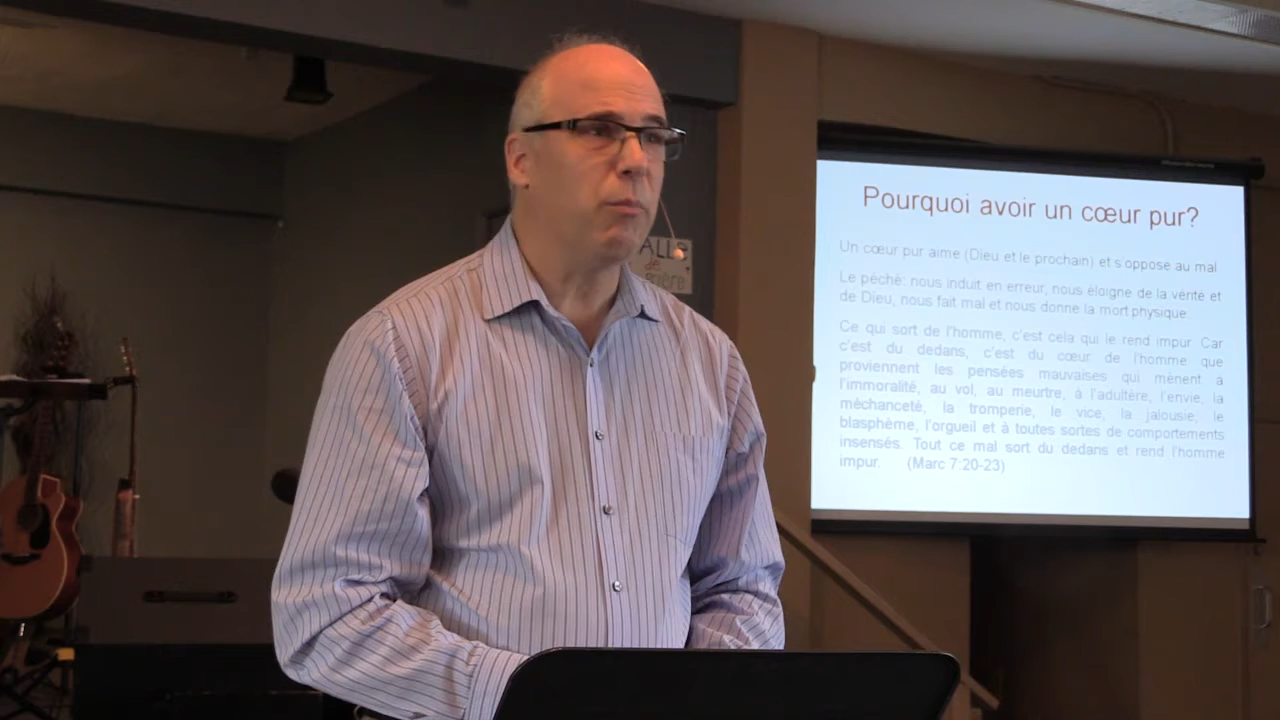 Pourquoi avoir un cœur pur?
Un cœur pur aime (Dieu et le prochain) et s'oppose au mal
Le péché: nous induit en erreur, nous éloigne de la vérité et
de Dieu, nous fait mal et nous donne la mort physique.
Ce qui sort de l'homme, c'est cela qui le rend impur. Car
c'est du dedans, c'est du cœur de l'homme que
proviennent les pensées mauvaises qui mènent à
l'immoralité, au vol, au meurtre, à l'adultère, l'envie, la
méchanceté, la tromperie, le vice, la jalousie, le
blasphème, l'orgueil et à toutes sortes de comportements
insensés. Tout ce mal sort du dedans et rend l'homme
impur. (Marc 7:20-23)
ALLE
de